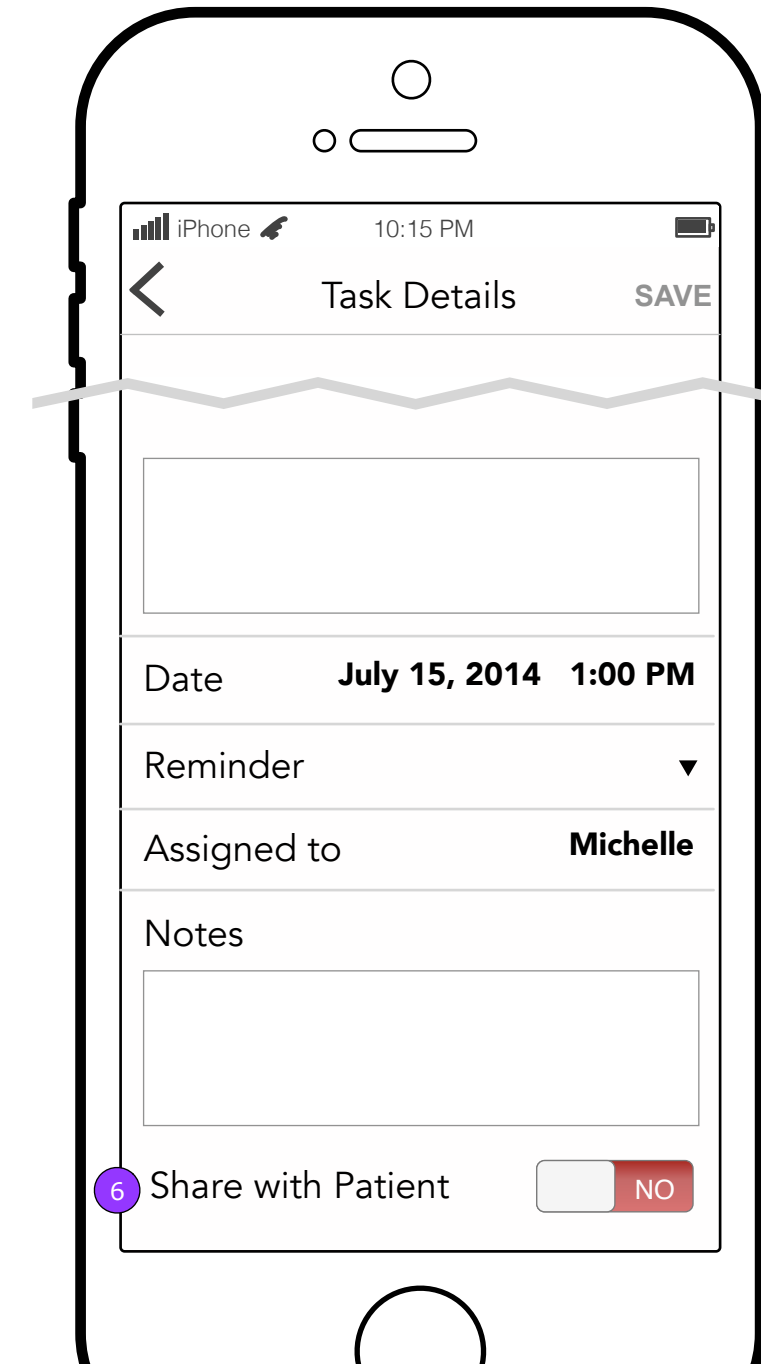 iPhone 10:15 PM
Task Details SAVE
Date July 15, 2014 1:00 PM
Reminder
Assigned to Michelle
Notes
6 Share with Patient NO